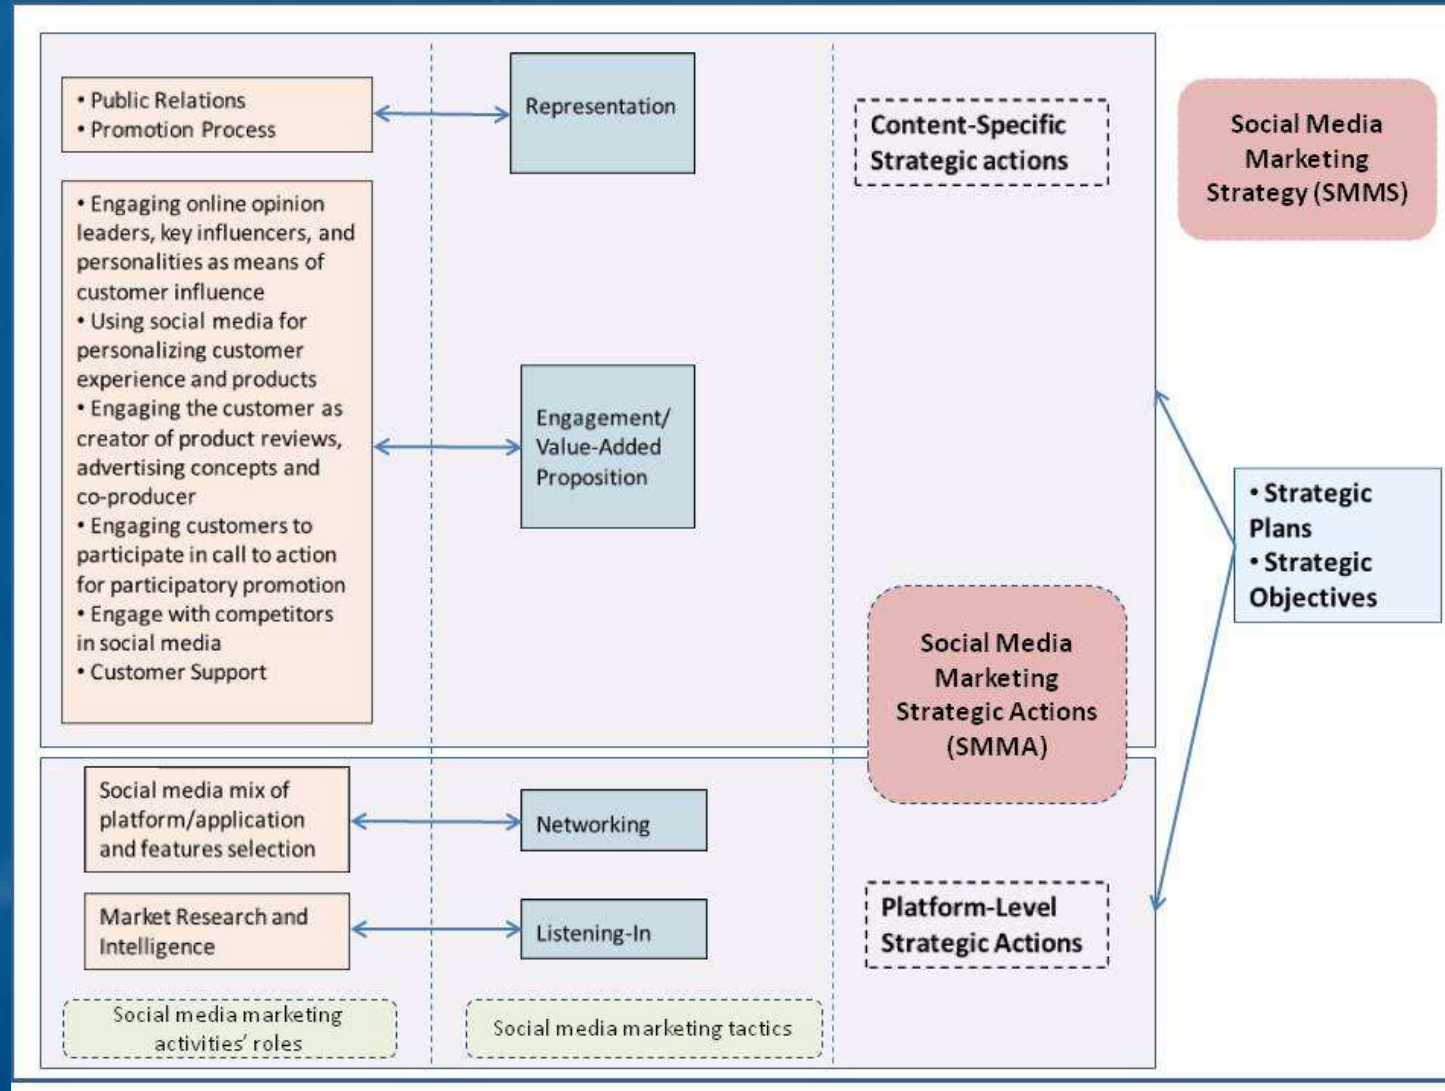 • Public Relations
• Promotion Process
Representation
Content-Specific
Strategic actions
Social Media
Marketing
Strategy (SMMS)
• Engaging online opinion
leaders, key influencers, and
personalities as means of
customer influence
• Using social media for
personalizing customer
experience and products
• Engaging the customer as
creator of product reviews,
advertising concepts and
co-producer
• Engaging customers to
participate in call to action
for participatory promotion
• Engage with competitors
in social media
• Customer Support
Engagement/
Value-Added
Proposition
• Strategic
Plans
• Strategic
Objectives
Social Media
Marketing
Strategic Actions
(SMMA)
Social media mix of
platform/application
and features selection
Networking
Market Research and
Intelligence
Listening-In
Platform-Level
Strategic Actions
Social media marketing
activities’ roles
Social media marketing tactics